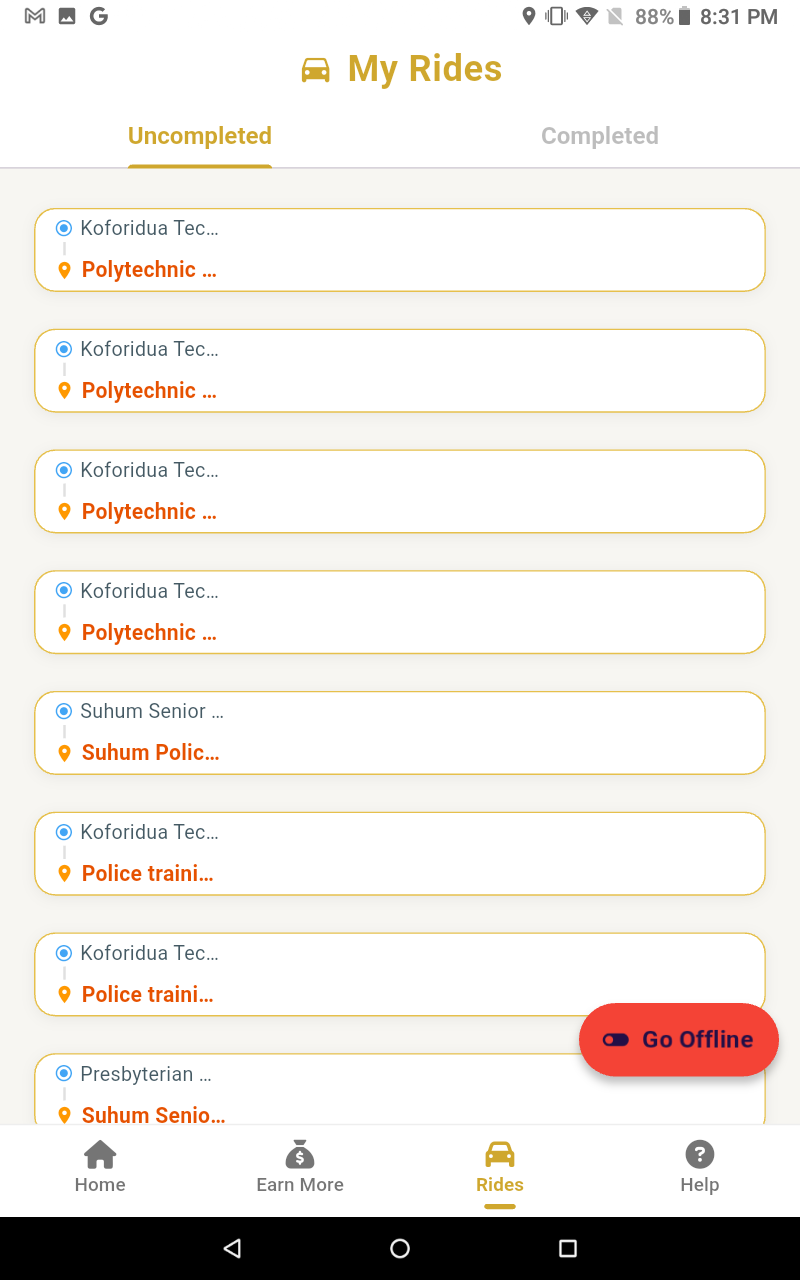 88% 8:31 PM
My Rides
Uncompleted Completed
Koforidua Tec...
Polytechnic ...
Koforidua Tec...
Polytechnic ...
Koforidua Tec...
Polytechnic ...
Koforidua Tec...
Polytechnic ...
Suhum Senior ...
Suhum Polic...
Koforidua Tec...
Police traini...
Koforidua Tec...
Police traini...
Go Offline
Presbyterian ...
Suhum Senio...
Home Earn More Rides Help